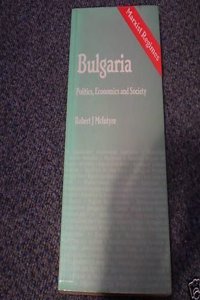 Marxist Regimes
Bulgaria
Politics, Economics and Society
Robert J McIntyre